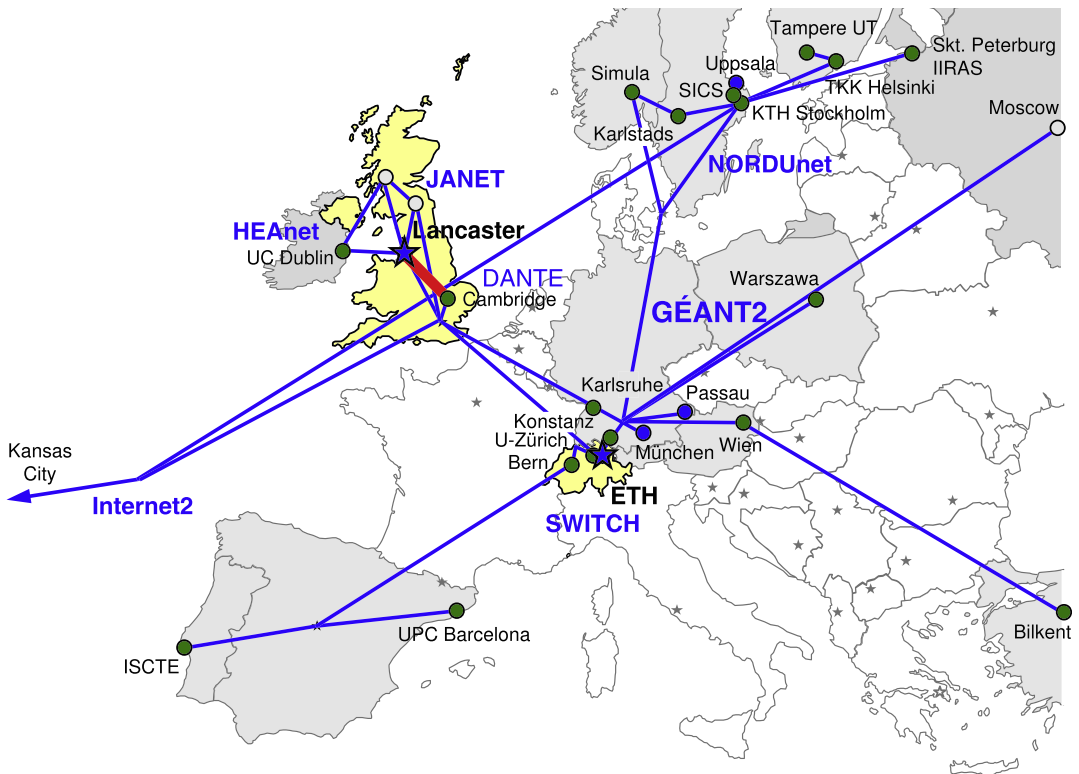 Tampere UT
Skt. Peterburg
IIRAS
Uppsala
Simula
SICS
TKK Helsinki
Moscow
KTH Stockholm
Karlstads
NORDUnet
JANET
HEAnet
Lancaster
UC Dublin
DANTE
Warszawa
Cambridge
GÉANT2
Karlsruhe
Passau
Konstanz
U-Zürich
Wien
München
Bern
Kansas
City
ETH
Internet2
SWITCH
Bilkent
UPC Barcelona
ISCTE